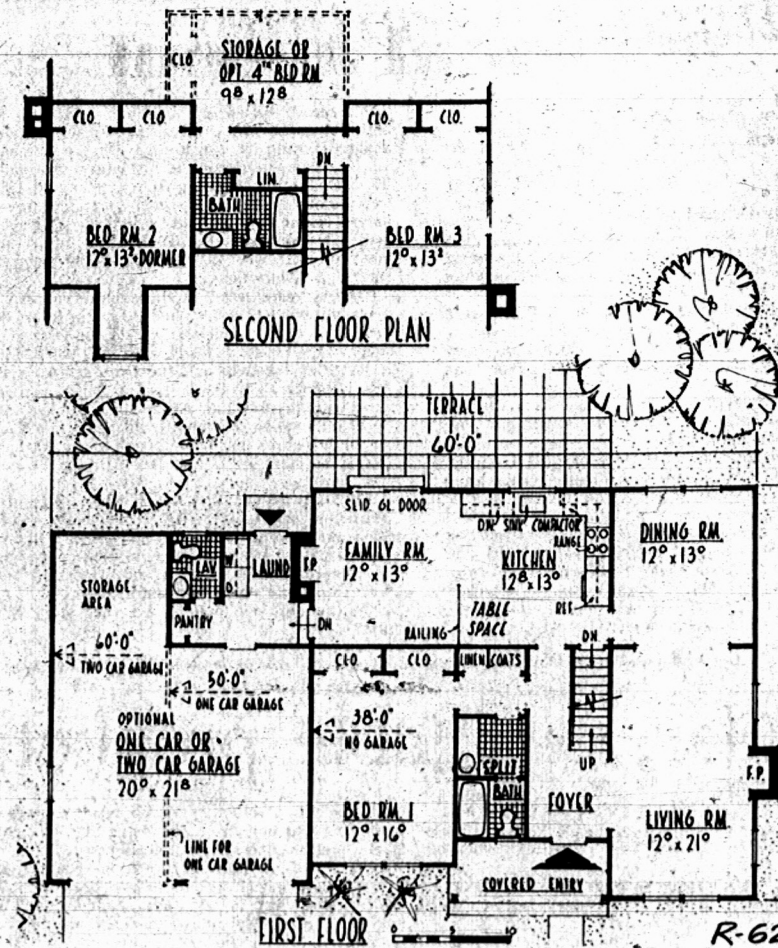 CLO
STORAGE OR
OPT. 4TH BED RM
9⁸ x 12⁸
CLO.
CLO.
CLO.
CLO.
DN.
LIN.
BATH
BED RM. 2
12⁰ x 13² + DORMER
BED RM. 3
12⁰ x 13²
SECOND FLOOR PLAN
TERRACE
60'-0"
SLID. GL. DOOR
D.W. SINK COMPACTOR
RANGE
DINING RM.
12⁰ x 13⁰
FAMILY RM.
12⁰ x 13⁰
KITCHEN
12⁸ x 13⁰
LAV.
W
D
LAUND
F.P.
STORAGE
AREA
PANTRY
DN
RAILING
TABLE
SPACE
REF.
DN.
60'-0"
TWO CAR GARAGE
50'-0"
ONE CAR GARAGE
CLO
CLO.
LINEN
COATS
38'-0"
NO GARAGE
OPTIONAL
ONE CAR OR
TWO CAR GARAGE
20⁰ x 21⁸
SPLIT
BATH
UP
FOYER
F.P.
BED RM. 1
12⁰ x 16⁰
LIVING RM.
12⁰ x 21⁰
LINE FOR
ONE CAR GARAGE
COVERED ENTRY
FIRST FLOOR
0 5 10
R-62